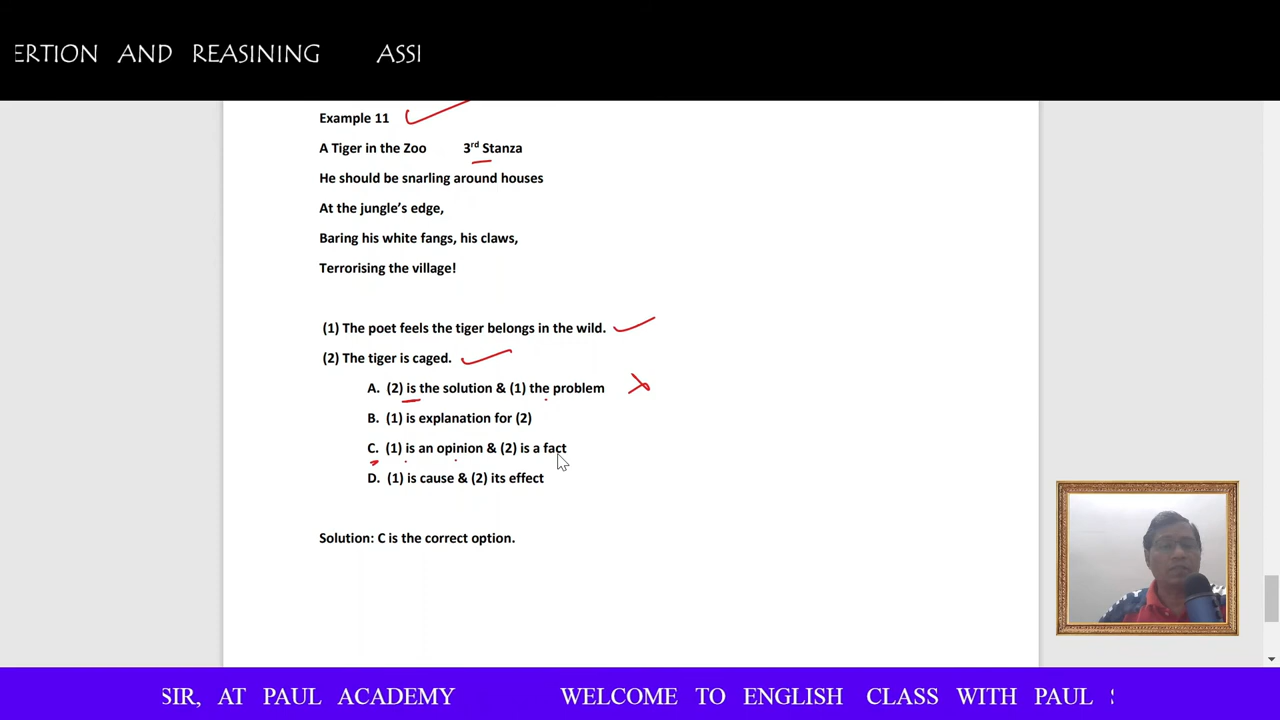 ERTION AND REASINING ASSI
Example 11
A Tiger in the Zoo 3rd Stanza
He should be snarling around houses
At the jungle’s edge,
Baring his white fangs, his claws,
Terrorising the village!
(1) The poet feels the tiger belongs in the wild.
(2) The tiger is caged.
A. (2) is the solution & (1) the problem
B. (1) is explanation for (2)
C. (1) is an opinion & (2) is a fact
D. (1) is cause & (2) its effect
Solution: C is the correct option.
SIR, AT PAUL ACADEMY WELCOME TO ENGLISH CLASS WITH PAUL S